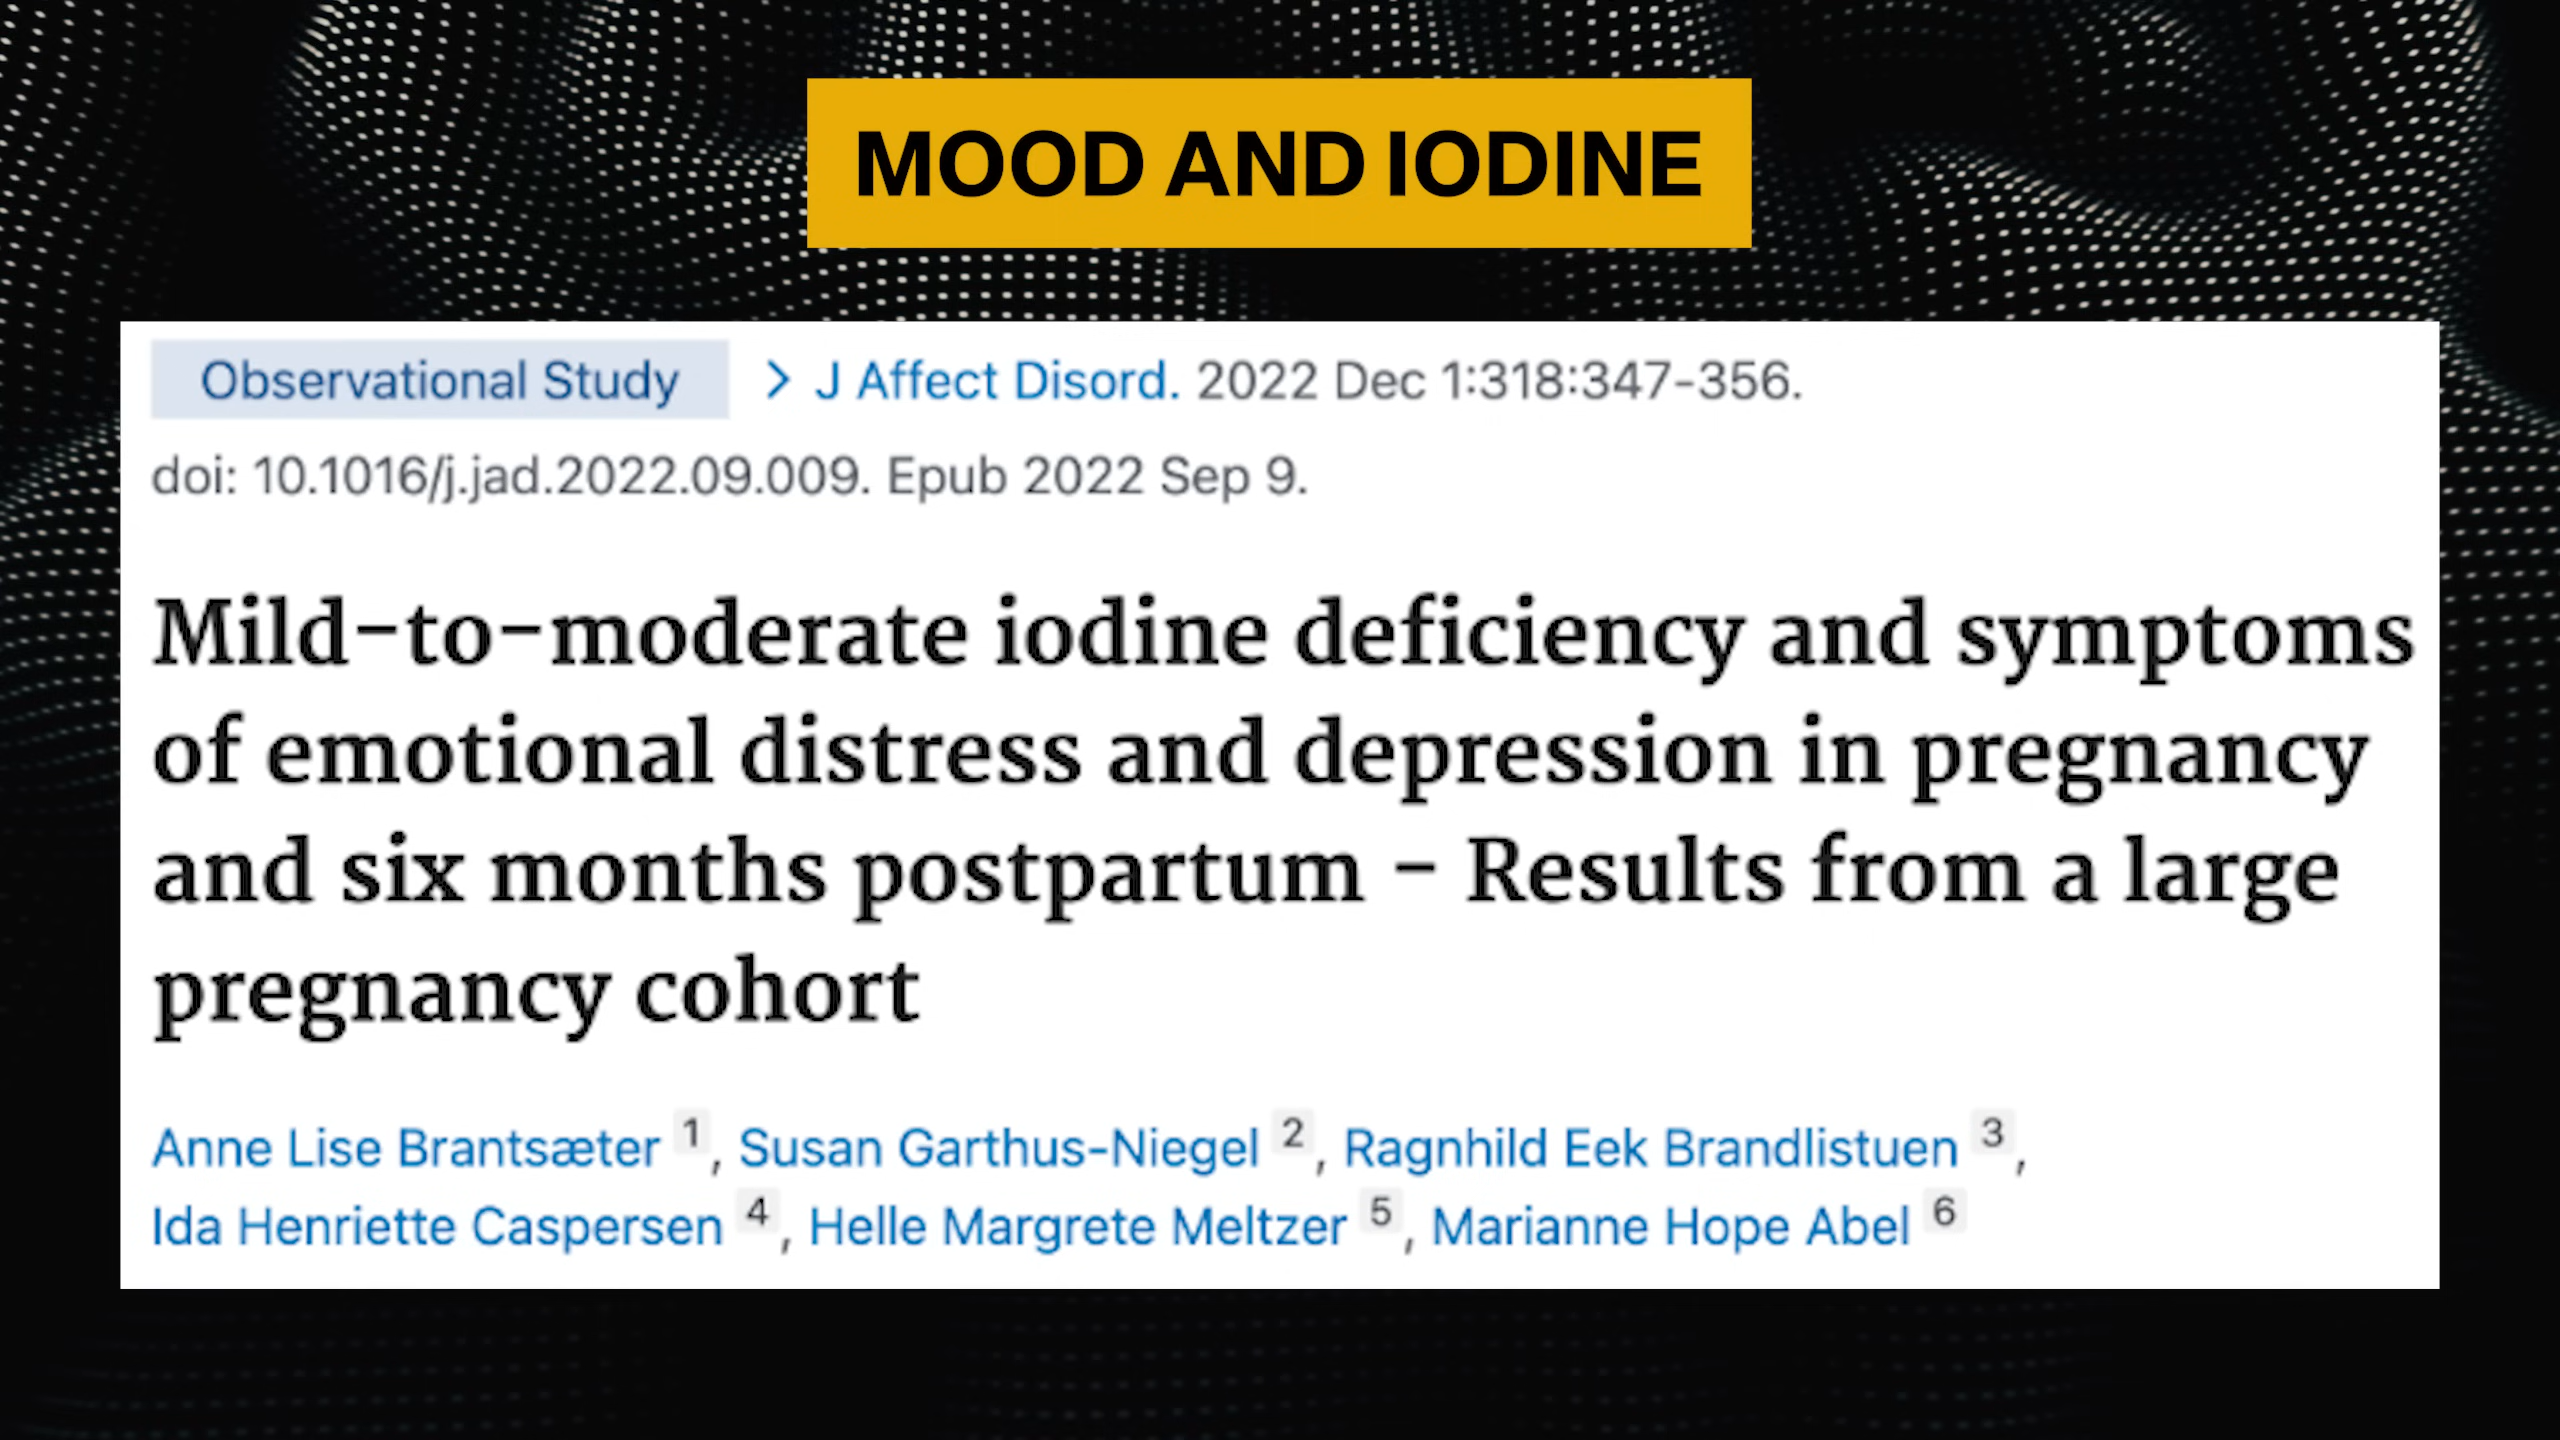 MOOD AND IODINE
Observational Study > J Affect Disord. 2022 Dec 1:318:347-356.
doi: 10.1016/j.jad.2022.09.009. Epub 2022 Sep 9.
Mild-to-moderate iodine deficiency and symptoms
of emotional distress and depression in pregnancy
and six months postpartum - Results from a large
pregnancy cohort
Anne Lise Brantsæter 1, Susan Garthus-Niegel 2, Ragnhild Eek Brandlistuen 3,
Ida Henriette Caspersen 4, Helle Margrete Meltzer 5, Marianne Hope Abel 6